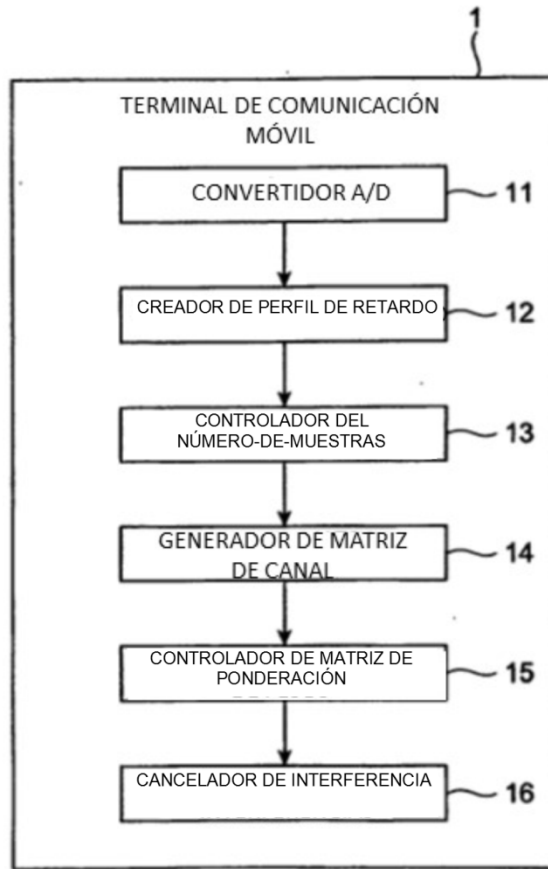 1
TERMINAL DE COMUNICACIÓN
MÓVIL
CONVERTIDOR A/D
11
CREADOR DE PERFIL DE RETARDO
12
CONTROLADOR DEL
NÚMERO-DE-MUESTRAS
13
GENERADOR DE MATRIZ
DE CANAL
14
CONTROLADOR DE MATRIZ DE
PONDERACIÓN
15
CANCELADOR DE INTERFERENCIA
16